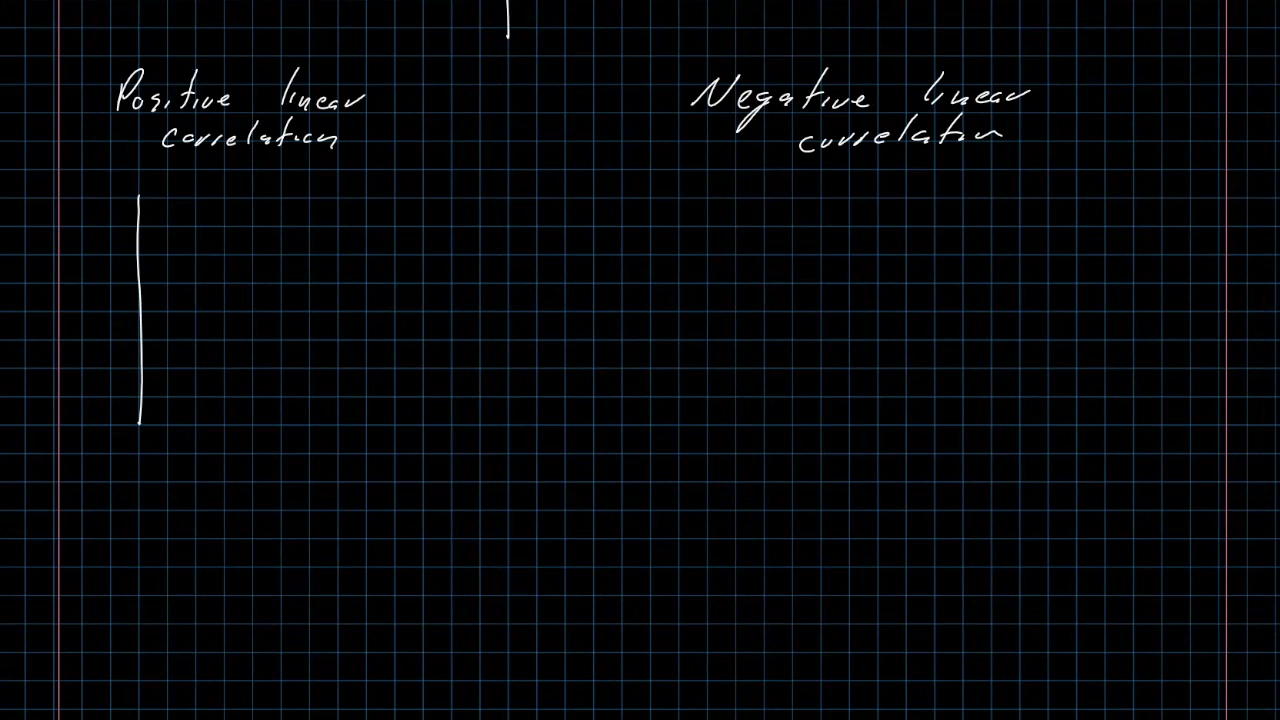 Positive linear
correlation
Negative linear
correlation